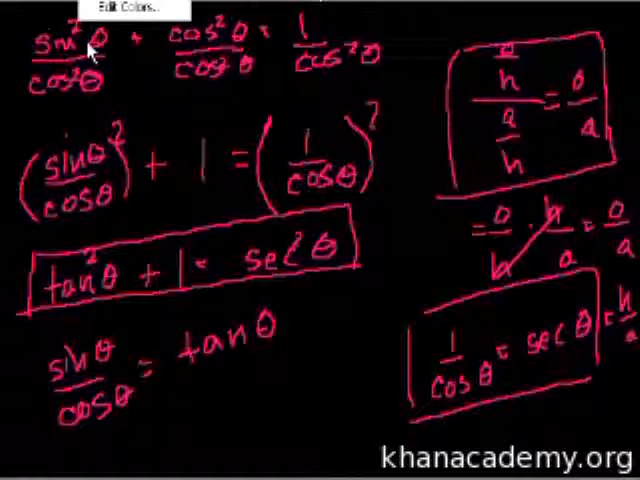 Edit Colors...
sin²θ/cos²θ + cos²θ/cos²θ = 1/cos²θ
(sinθ/cosθ)² + 1 = (1/cosθ)²
tan²θ + 1 = sec²θ
sinθ/cosθ = tanθ
(o/h)/(a/h) = o/a
= o/h · h/a = o/a
1/cosθ = secθ = h/a
khanacademy.org